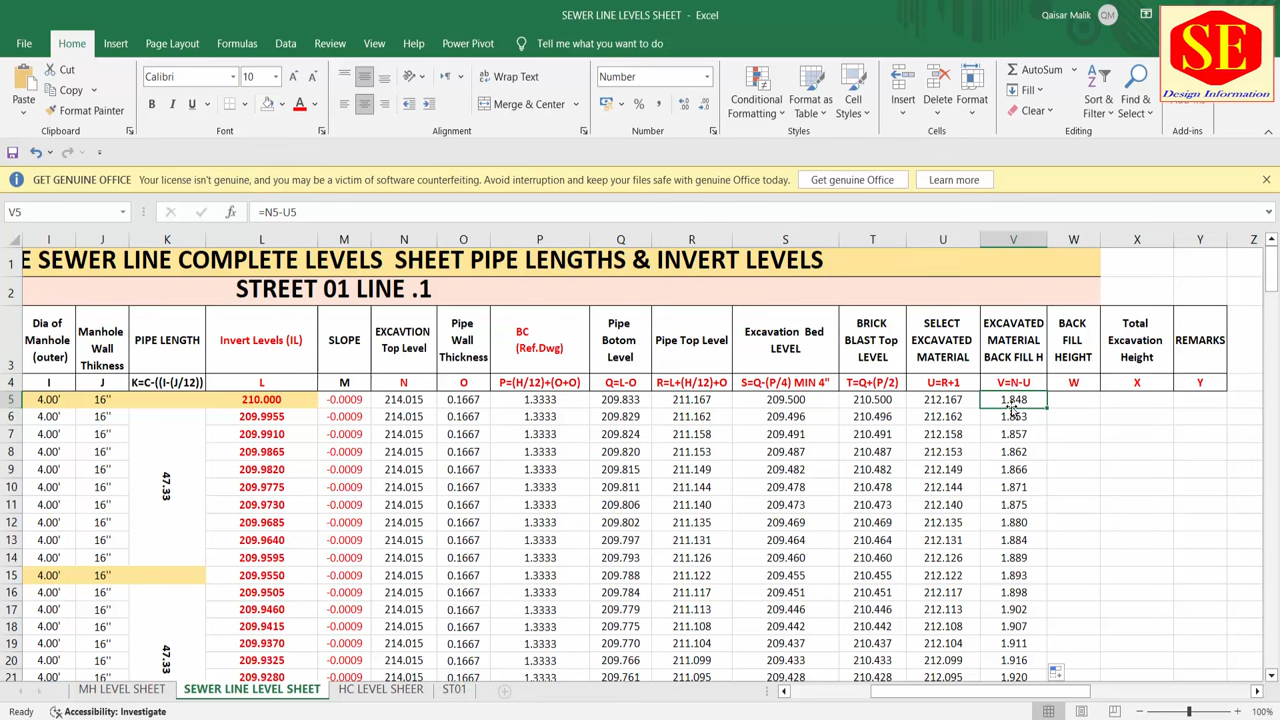 SEWER LINE LEVELS SHEET - Excel
Qaisar Malik QM
SE
Design Information
File Home Insert Page Layout Formulas Data Review View Help Power Pivot Tell me what you want to do
Paste
Cut
Copy
Format Painter
Clipboard
Calibri 10
B I U
Font
Wrap Text
Merge & Center
Alignment
Number
Number
Conditional Formatting
Format as Table
Cell Styles
Styles
Insert Delete Format
Cells
AutoSum
Fill
Clear
Sort & Filter
Find & Select
Editing
Add-ins
GET GENUINE OFFICE Your license isn't genuine, and you may be a victim of software counterfeiting. Avoid interruption and keep your files safe with genuine Office today. Get genuine Office Learn more
V5 fx =N5-U5
I J K L M N O P Q R S T U V W X Y Z
1 E SEWER LINE COMPLETE LEVELS SHEET PIPE LENGTHS & INVERT LEVELS
2 STREET 01 LINE .1
3 Dia of Manhole (outer) Manhole Wall Thikness PIPE LENGTH Invert Levels (IL) SLOPE EXCAVTION Top Level Pipe Wall Thickness BC (Ref.Dwg) Pipe Botom Level Pipe Top Level Excavation Bed LEVEL BRICK BLAST Top LEVEL SELECT EXCAVATED MATERIAL EXCAVATED MATERIAL BACK FILL H BACK FILL HEIGHT Total Excavation Height REMARKS
4 I J K=C-((I-(J/12)) L M N O P=(H/12)+(O+O) Q=L-O R=L+(H/12)+O S=Q-(P/4) MIN 4" T=Q+(P/2) U=R+1 V=N-U W X Y
5 4.00' 16" 210.000 -0.0009 214.015 0.1667 1.3333 209.833 211.167 209.500 210.500 212.167 1.848
6 4.00' 16" 209.9955 -0.0009 214.015 0.1667 1.3333 209.829 211.162 209.496 210.496 212.162 1.853
7 4.00' 16" 209.9910 -0.0009 214.015 0.1667 1.3333 209.824 211.158 209.491 210.491 212.158 1.857
8 4.00' 16" 209.9865 -0.0009 214.015 0.1667 1.3333 209.820 211.153 209.487 210.487 212.153 1.862
9 4.00' 16" 209.9820 -0.0009 214.015 0.1667 1.3333 209.815 211.149 209.482 210.482 212.149 1.866
10 4.00' 16" 47.33 209.9775 -0.0009 214.015 0.1667 1.3333 209.811 211.144 209.478 210.478 212.144 1.871
11 4.00' 16" 209.9730 -0.0009 214.015 0.1667 1.3333 209.806 211.140 209.473 210.473 212.140 1.875
12 4.00' 16" 209.9685 -0.0009 214.015 0.1667 1.3333 209.802 211.135 209.469 210.469 212.135 1.880
13 4.00' 16" 209.9640 -0.0009 214.015 0.1667 1.3333 209.797 211.131 209.464 210.464 212.131 1.884
14 4.00' 16" 209.9595 -0.0009 214.015 0.1667 1.3333 209.793 211.126 209.460 210.460 212.126 1.889
15 4.00' 16" 209.9550 -0.0009 214.015 0.1667 1.3333 209.788 211.122 209.455 210.455 212.122 1.893
16 4.00' 16" 209.9505 -0.0009 214.015 0.1667 1.3333 209.784 211.117 209.451 210.451 212.117 1.898
17 4.00' 16" 209.9460 -0.0009 214.015 0.1667 1.3333 209.779 211.113 209.446 210.446 212.113 1.902
18 4.00' 16" 209.9415 -0.0009 214.015 0.1667 1.3333 209.775 211.108 209.442 210.442 212.108 1.907
19 4.00' 16" 209.9370 -0.0009 214.015 0.1667 1.3333 209.770 211.104 209.437 210.437 212.104 1.911
20 4.00' 16" 47.33 209.9325 -0.0009 214.015 0.1667 1.3333 209.766 211.099 209.433 210.433 212.099 1.916
21 4.00' 16" 209.9280 -0.0009 214.015 0.1667 1.3333 209.761 211.095 209.428 210.428 212.095 1.920
MH LEVEL SHEET SEWER LINE LEVEL SHEET HC LEVEL SHEER ST01
Ready Accessibility: Investigate 100%